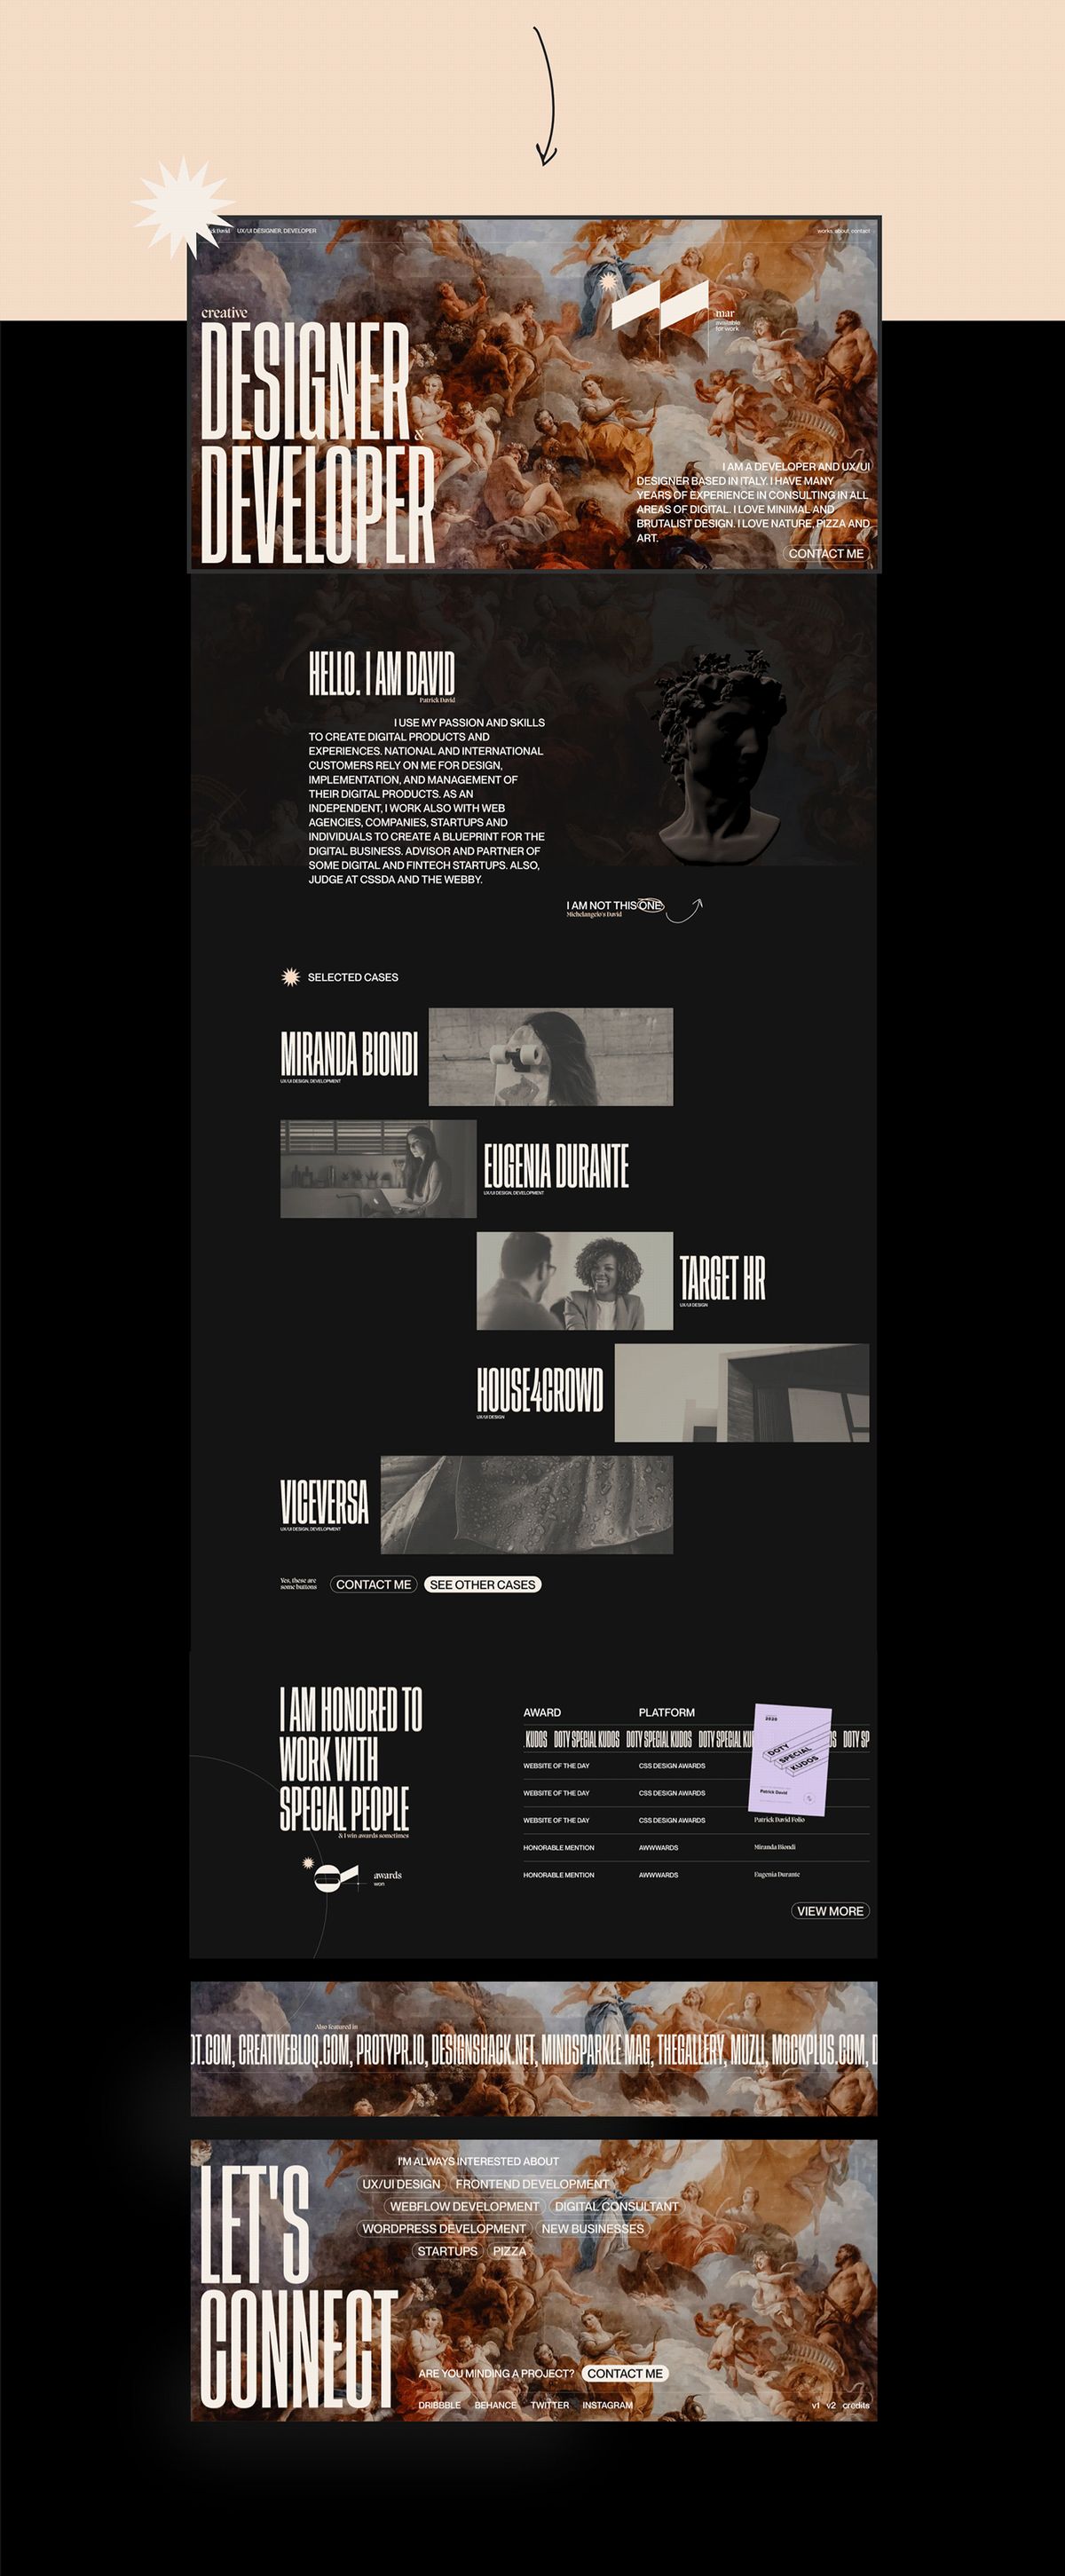 UX/UI DESIGNER, DEVELOPER
works, about, contact
creative
DESIGNER
&
DEVELOPER
mar
available
for work
I AM A DEVELOPER AND UX/UI
DESIGNER BASED IN ITALY. I HAVE MANY
YEARS OF EXPERIENCE IN CONSULTING IN ALL
AREAS OF DIGITAL. I LOVE MINIMAL AND
BRUTALIST DESIGN. I LOVE NATURE, PIZZA AND
ART.
CONTACT ME
HELLO. I AM DAVID
Patrick David
I USE MY PASSION AND SKILLS
TO CREATE DIGITAL PRODUCTS AND
EXPERIENCES. NATIONAL AND INTERNATIONAL
CUSTOMERS RELY ON ME FOR DESIGN,
IMPLEMENTATION, AND MANAGEMENT OF
THEIR DIGITAL PRODUCTS. AS AN
INDEPENDENT, I WORK ALSO WITH WEB
AGENCIES, COMPANIES, STARTUPS AND
INDIVIDUALS TO CREATE A BLUEPRINT FOR THE
DIGITAL BUSINESS. ADVISOR AND PARTNER OF
SOME DIGITAL AND FINTECH STARTUPS. ALSO,
JUDGE AT CSSDA AND THE WEBBY.
I AM NOT THIS ONE
Michelangelo's David
SELECTED CASES
MIRANDA BIONDI
UX/UI DESIGN, DEVELOPMENT
EUGENIA DURANTE
UX/UI DESIGN, DEVELOPMENT
TARGET HR
UX/UI DESIGN
HOUSE4CROWD
UX/UI DESIGN
VICEVERSA
UX/UI DESIGN, DEVELOPMENT
Yes, these are
some buttons
CONTACT ME
SEE OTHER CASES
I AM HONORED TO
WORK WITH
SPECIAL PEOPLE
& I win awards sometimes
awards
won
AWARD PLATFORM
KUDOS DOTY SPECIAL KUDOS DOTY SPECIAL KUDOS DOTY SPECIAL KU DS DOTY SP
WEBSITE OF THE DAY CSS DESIGN AWARDS
WEBSITE OF THE DAY CSS DESIGN AWARDS
WEBSITE OF THE DAY CSS DESIGN AWARDS Patrick David Folio
HONORABLE MENTION AWWWARDS Miranda Biondi
HONORABLE MENTION AWWWARDS Eugenia Durante
2020
DOTY
SPECIAL
KUDOS
Patrick David
VIEW MORE
Also featured in
OT.COM, CREATIVEBLOQ.COM, PROTYPR.IO, DESIGNSHACK.NET, MINDSPARKLE MAG, THEGALLERY, MUZLI, MOCKPLUS.COM, D
LET'S
CONNECT
I'M ALWAYS INTERESTED ABOUT
UX/UI DESIGN FRONTEND DEVELOPMENT
WEBFLOW DEVELOPMENT DIGITAL CONSULTANT
WORDPRESS DEVELOPMENT NEW BUSINESSES
STARTUPS PIZZA
ARE YOU MINDING A PROJECT? CONTACT ME
DRIBBBLE BEHANCE TWITTER INSTAGRAM
v1 v2 credits